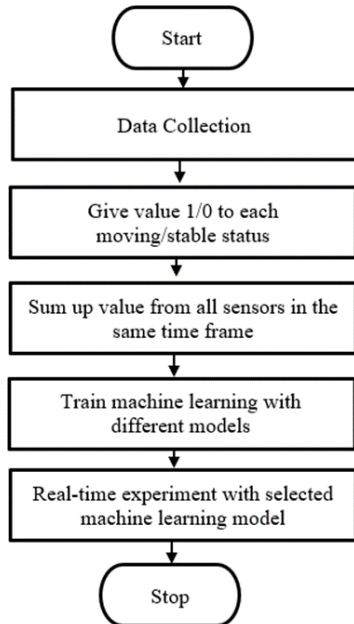 Start
Data Collection
Give value 1/0 to each
moving/stable status
Sum up value from all sensors in the
same time frame
Train machine learning with
different models
Real-time experiment with selected
machine learning model
Stop